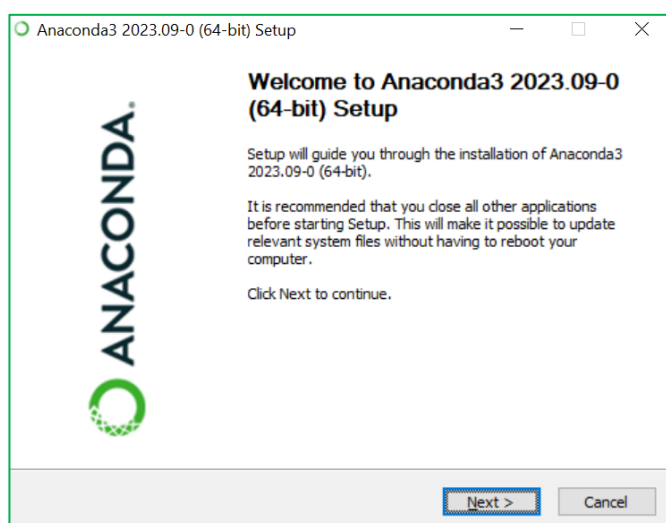 Anaconda3 2023.09-0 (64-bit) Setup
Welcome to Anaconda3 2023.09-0
(64-bit) Setup
Setup will guide you through the installation of Anaconda3
2023.09-0 (64-bit).
It is recommended that you close all other applications
before starting Setup. This will make it possible to update
relevant system files without having to reboot your
computer.
Click Next to continue.
ANACONDA.
Next >
Cancel